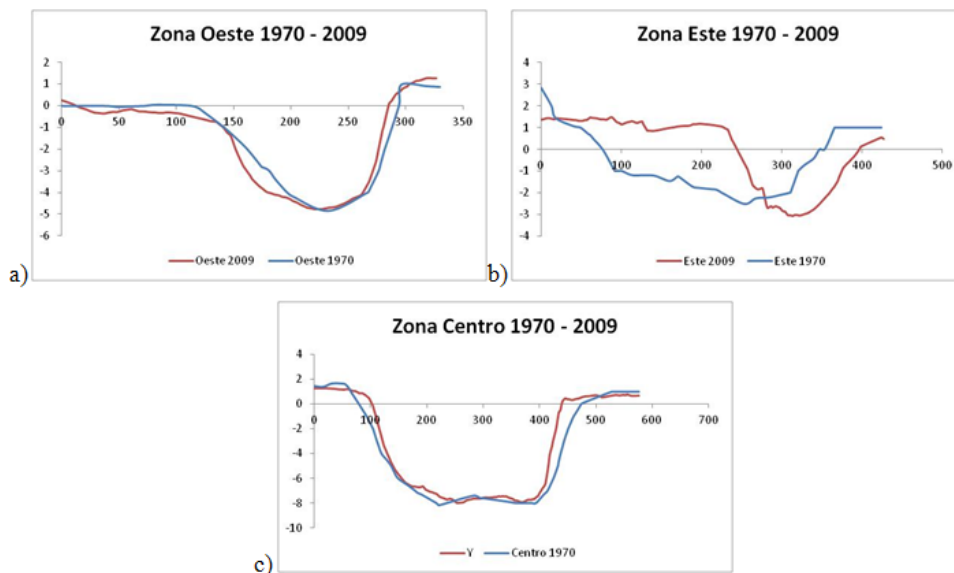 Zona Oeste 1970 - 2009
2
1
0
0 50 100 150 200 250 300 350
-1
-2
-3
-4
-5
-6
Oeste 2009 Oeste 1970
a)
Zona Este 1970 - 2009
4
3
2
1
0
0 100 200 300 400 500
-1
-2
-3
-4
Este 2009 Este 1970
b)
Zona Centro 1970 - 2009
4
2
0
0 100 200 300 400 500 600 700
-2
-4
-6
-8
-10
Y Centro 1970
c)